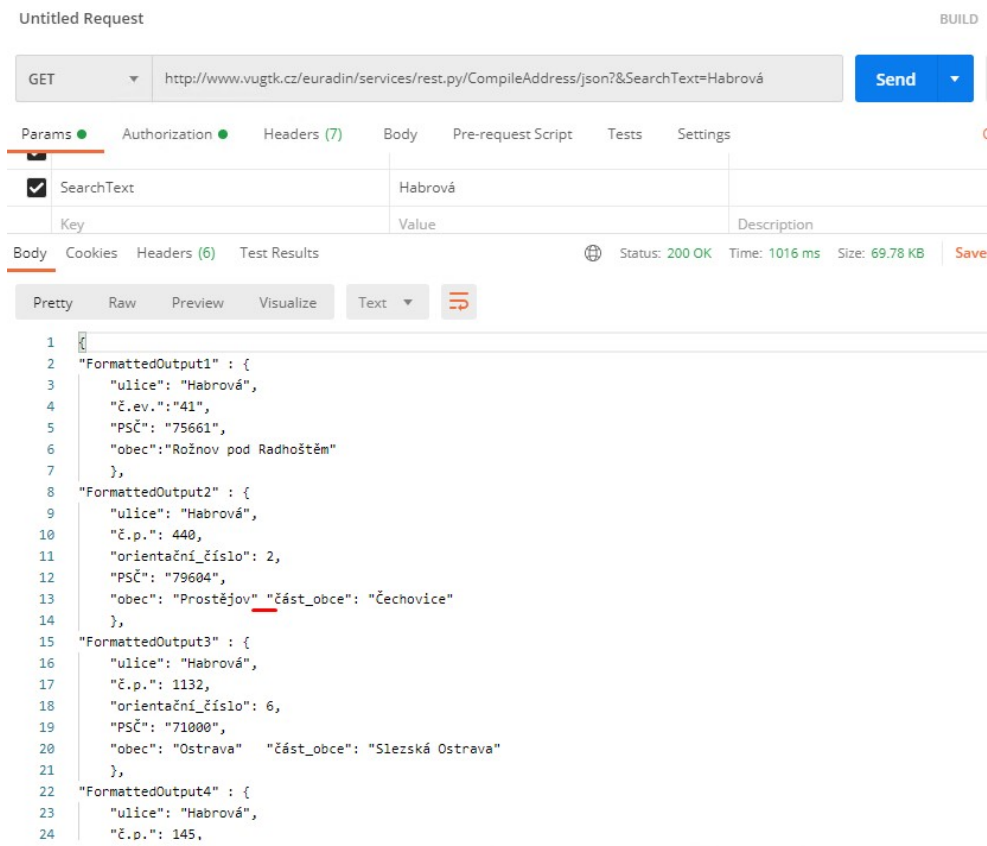 Untitled Request BUILD
GET http://www.vugtk.cz/euradin/services/rest.py/CompileAddress/json?&SearchText=Habrová Send
Params Authorization Headers (7) Body Pre-request Script Tests Settings
SearchText Habrová
Key Value Description
Body Cookies Headers (6) Test Results Status: 200 OK Time: 1016 ms Size: 69.78 KB Save
Pretty Raw Preview Visualize Text
1 {
2 "FormattedOutput1" : {
3 "ulice": "Habrová",
4 "č.ev.":"41",
5 "PSČ": "75661",
6 "obec":"Rožnov pod Radhoštěm"
7 },
8 "FormattedOutput2" : {
9 "ulice": "Habrová",
10 "č.p.": 440,
11 "orientační_číslo": 2,
12 "PSČ": "79604",
13 "obec": "Prostějov" "část_obce": "Čechovice"
14 },
15 "FormattedOutput3" : {
16 "ulice": "Habrová",
17 "č.p.": 1132,
18 "orientační_číslo": 6,
19 "PSČ": "71000",
20 "obec": "Ostrava" "část_obce": "Slezská Ostrava"
21 },
22 "FormattedOutput4" : {
23 "ulice": "Habrová",
24 "č.p.": 145,